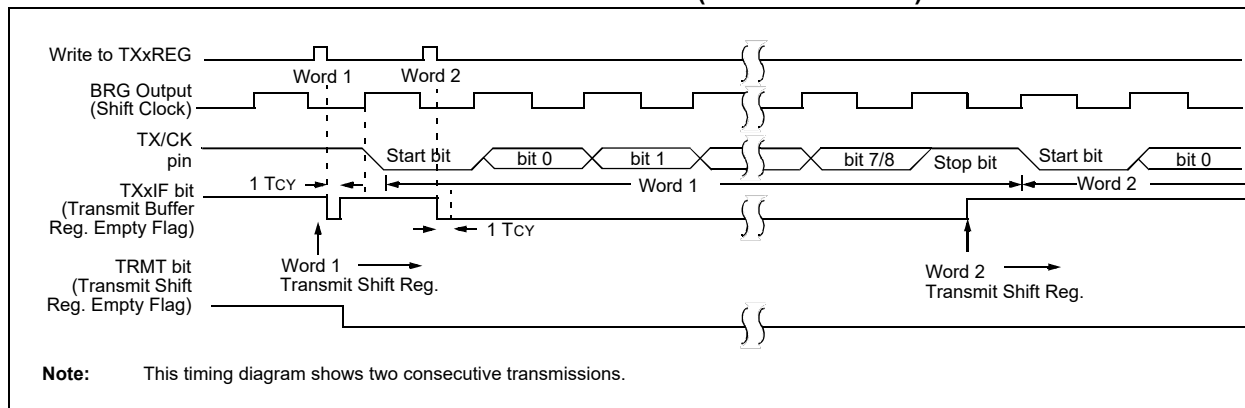 Write to TXxREG
Word 1
Word 2
BRG Output
(Shift Clock)
TX/CK
pin
Start bit
bit 0
bit 1
bit 7/8
Stop bit
Start bit
bit 0
Word 1
Word 2
1 TCY
TXxIF bit
(Transmit Buffer
Reg. Empty Flag)
1 TCY
Word 1
Transmit Shift Reg.
Word 2
Transmit Shift Reg.
TRMT bit
(Transmit Shift
Reg. Empty Flag)
Note: This timing diagram shows two consecutive transmissions.